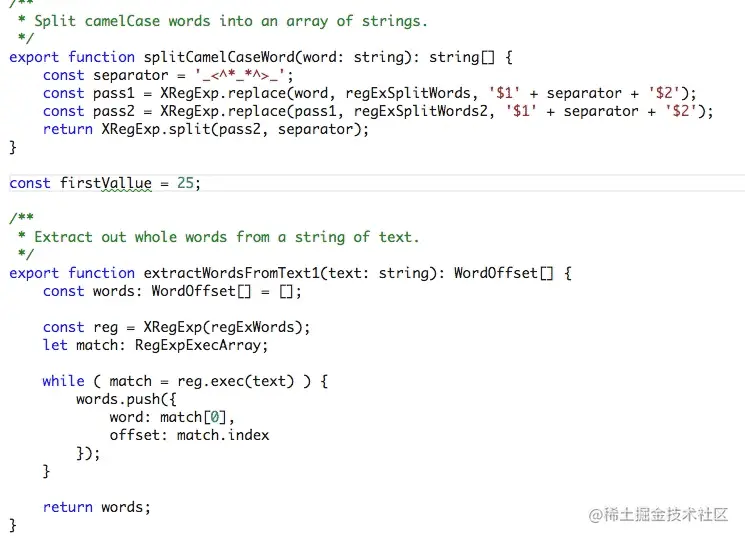 /**
 * Split camelCase words into an array of strings.
 */
export function splitCamelCaseWord(word: string): string[] {
    const separator = '_<^*_*^>_';
    const pass1 = XRegExp.replace(word, regExSplitWords, '$1' + separator + '$2');
    const pass2 = XRegExp.replace(pass1, regExSplitWords2, '$1' + separator + '$2');
    return XRegExp.split(pass2, separator);
}

const firstVallue = 25;

/**
 * Extract out whole words from a string of text.
 */
export function extractWordsFromText1(text: string): WordOffset[] {
    const words: WordOffset[] = [];

    const reg = XRegExp(regExWords);
    let match: RegExpExecArray;

    while ( match = reg.exec(text) ) {
        words.push({
            word: match[0],
            offset: match.index
        });
    }

    return words;
}
@稀土掘金技术社区